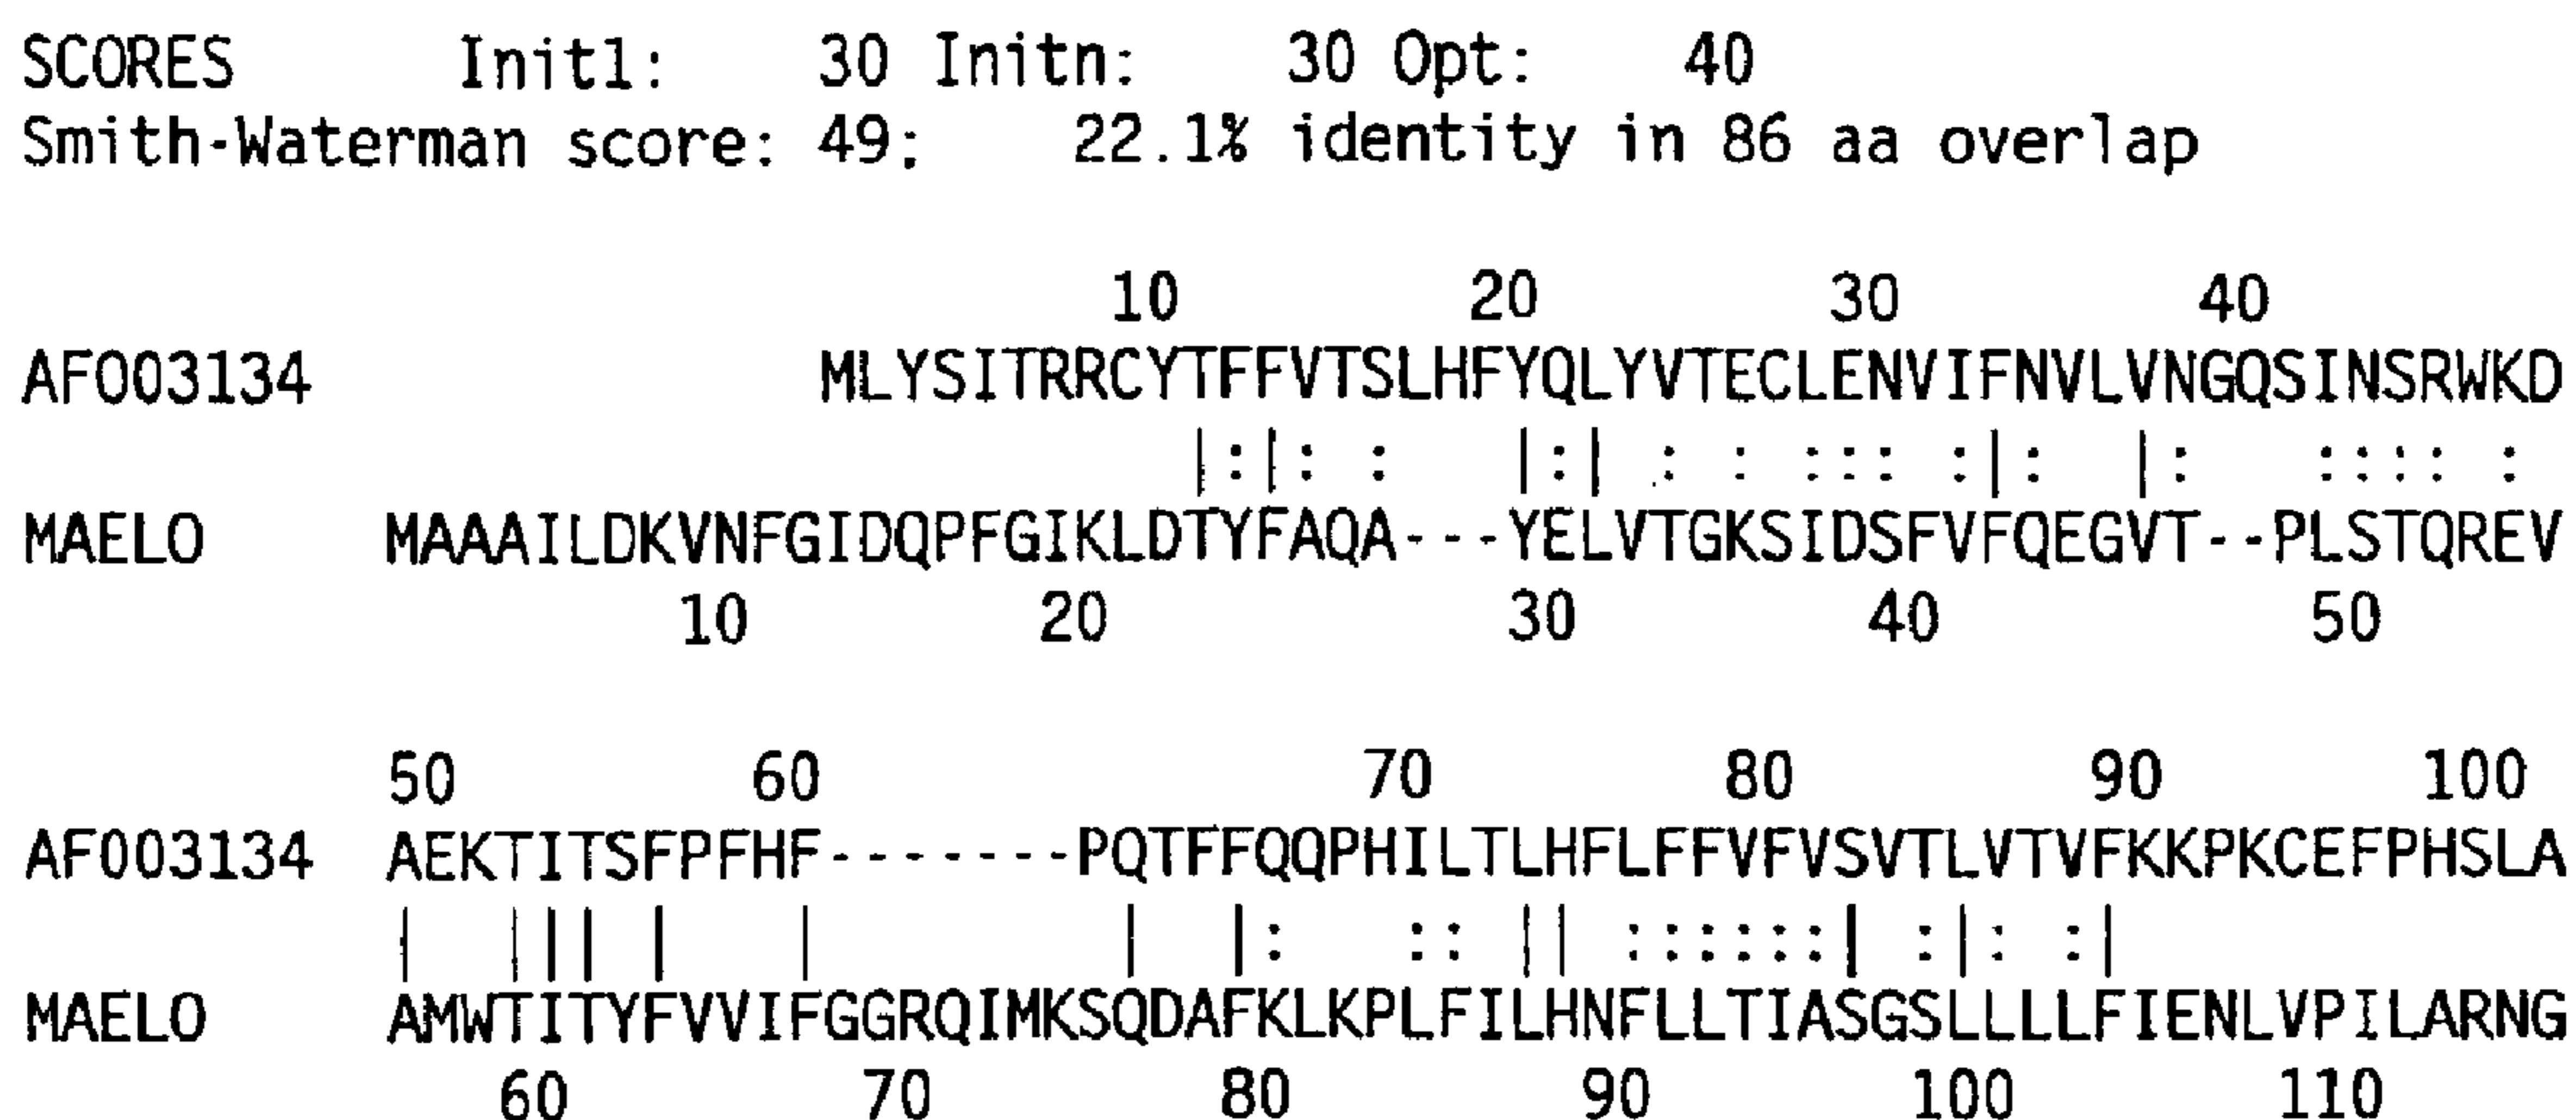 SCORES Init1: 30 Initn: 30 Opt: 40
Smith-Waterman score: 49; 22.1% identity in 86 aa overlap
10 20 30 40
AF003134 MLYSITRRCYTFFVTSLHFYQLYVTECLENVIFNVLVNGQSINSRWKD
|:|: : |:| : : ::: :|: |: :::: :
MAELO MAAAILDKVNFGIDQPFGIKLDTYFAQA---YELVTGKSIDSFVFQEGVT--PLSTQREV
10 20 30 40 50
50 60 70 80 90 100
AF003134 AEKTITSFPFHF-------PQTFFQQPHILTLHFLFFVFVSVTLVTVFKKPKCEFPHSLA
| ||| | | | |: :: || ::::::| :|: :|
MAELO AMWTITYFVVIFGGRQIMKSQDAFKLKPLFILHNFLLTIASGSLLLLFIENLVPILARNG
60 70 80 90 100 110